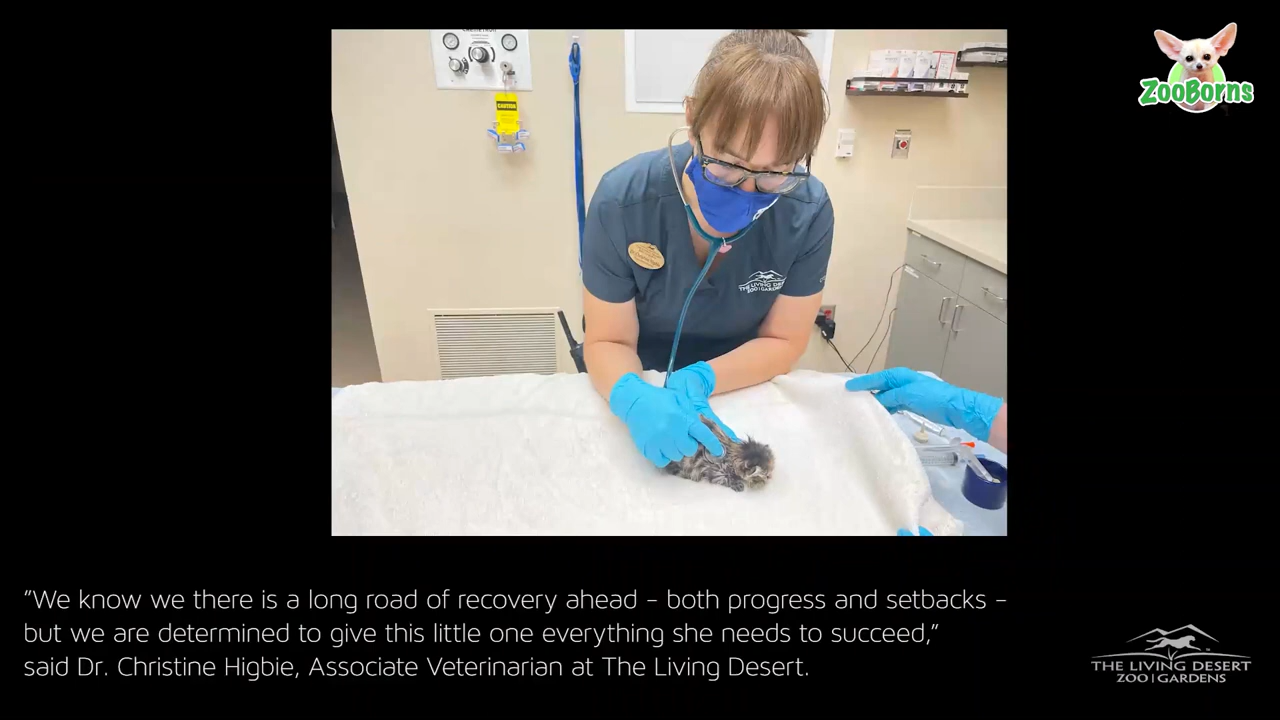 ZooBorns
CAUTION
THE LIVING DESERT
ZOO | GARDENS
“We know we there is a long road of recovery ahead – both progress and setbacks –
but we are determined to give this little one everything she needs to succeed,”
said Dr. Christine Higbie, Associate Veterinarian at The Living Desert.
THE LIVING DESERT
ZOO | GARDENS